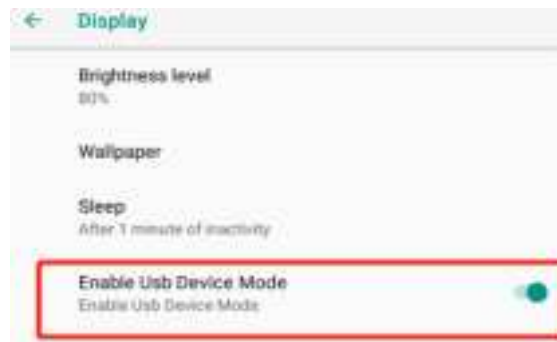 Display
Brightness level
80%
Wallpaper
Sleep
After 1 minute of inactivity
Enable Usb Device Mode
Enable Usb Device Mode